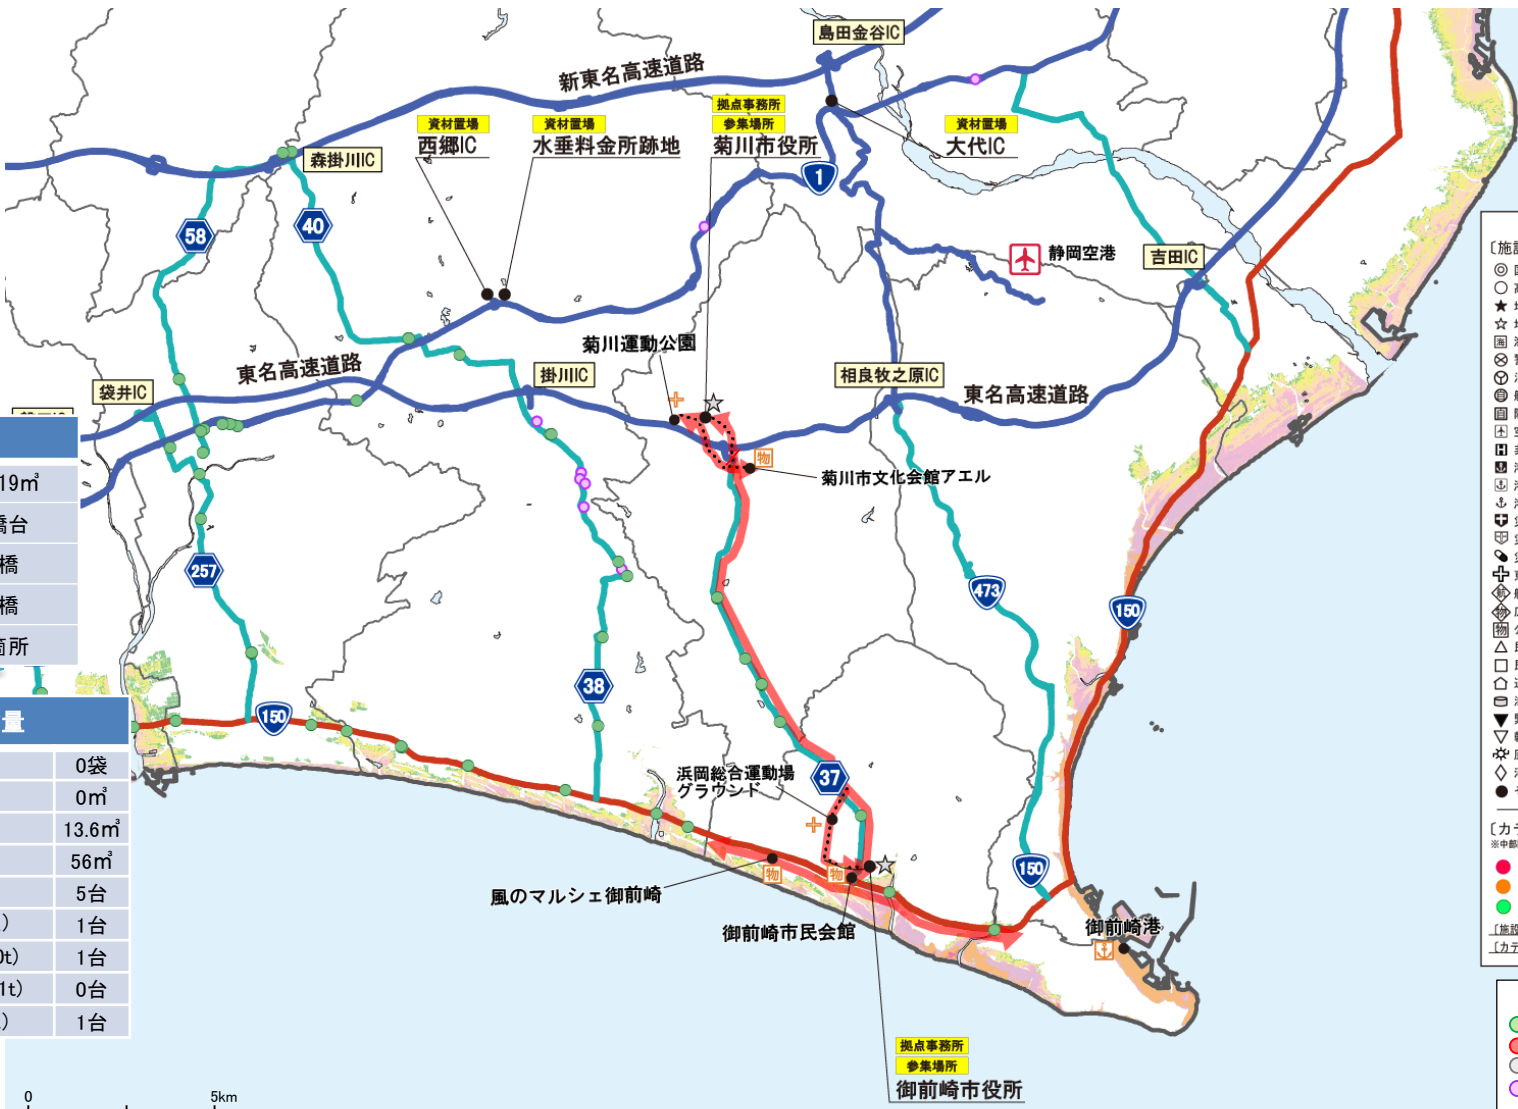 島田金谷IC
新東名高速道路
拠点事務所
参集場所
菊川市役所
資材置場
西郷IC
資材置場
水垂料金所跡地
資材置場
大代IC
森掛川IC
1
58
40
静岡空港
吉田IC
菊川運動公園
東名高速道路
掛川IC
相良牧之原IC
東名高速道路
袋井IC
物
菊川市文化会館アエル
19㎥
橋台
橋
橋
箇所
257
473
150
38
150
量
0袋
0㎥
13.6㎥
56㎥
5台
1台
0t)
1台
1t)
0台
1台
浜岡総合運動場
グラウンド
37
物
物
150
風のマルシェ御前崎
御前崎市民会館
御前崎港
拠点事務所
参集場所
御前崎市役所
0
5km
〔施設
〔カテ
※中部
物